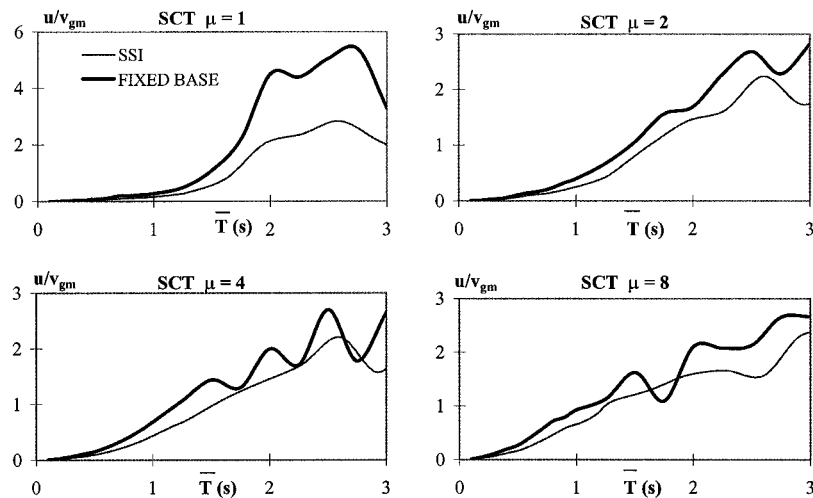 u/vgm SCT μ = 1
6
4
2
0
SSI
FIXED BASE
0 1 2 3
T̅ (s)
u/vgm SCT μ = 2
3
2
1
0
0 1 2 3
T̅ (s)
u/vgm SCT μ = 4
3
2
1
0
0 1 2 3
T̅ (s)
u/vgm SCT μ = 8
3
2
1
0
0 1 2 3
T̅ (s)